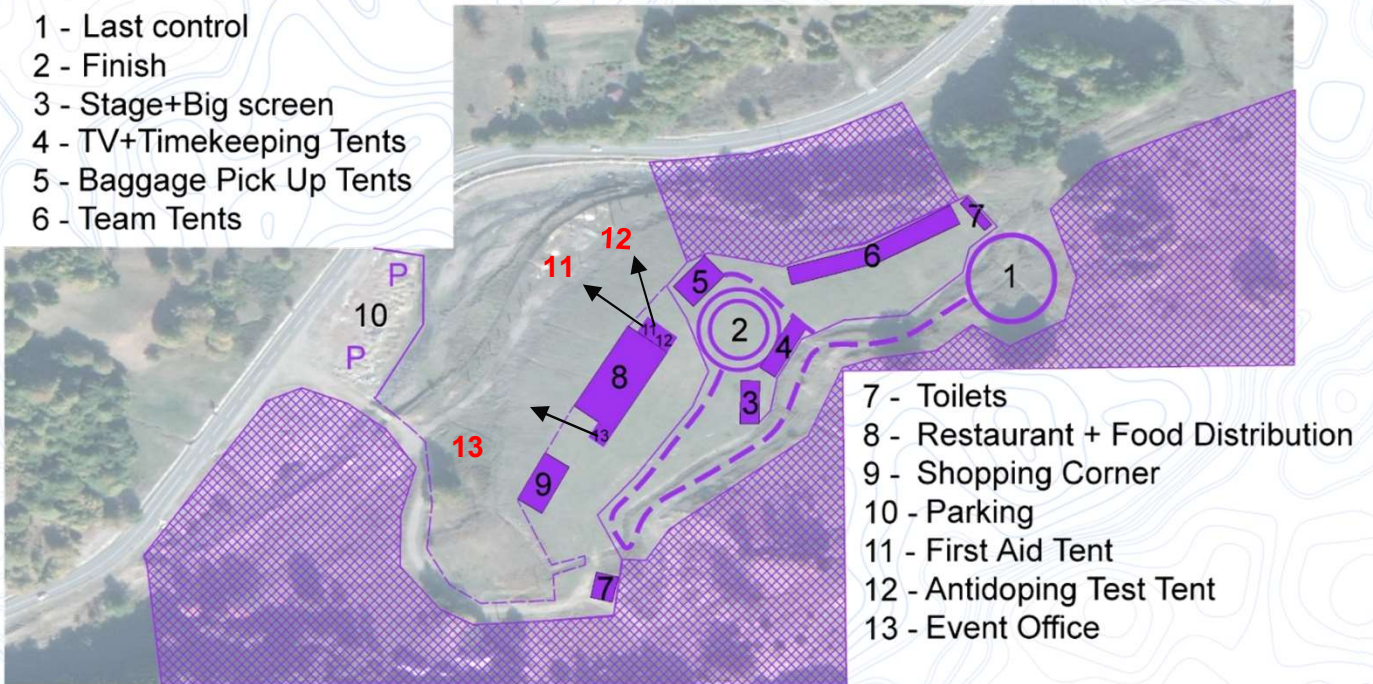 1 - Last control
2 - Finish
3 - Stage+Big screen
4 - TV+Timekeeping Tents
5 - Baggage Pick Up Tents
6 - Team Tents
7
6
12
11
5
1
P
10
2
11
12
4
P
8
3
13
13
9
7
7 - Toilets
8 - Restaurant + Food Distribution
9 - Shopping Corner
10 - Parking
11 - First Aid Tent
12 - Antidoping Test Tent
13 - Event Office